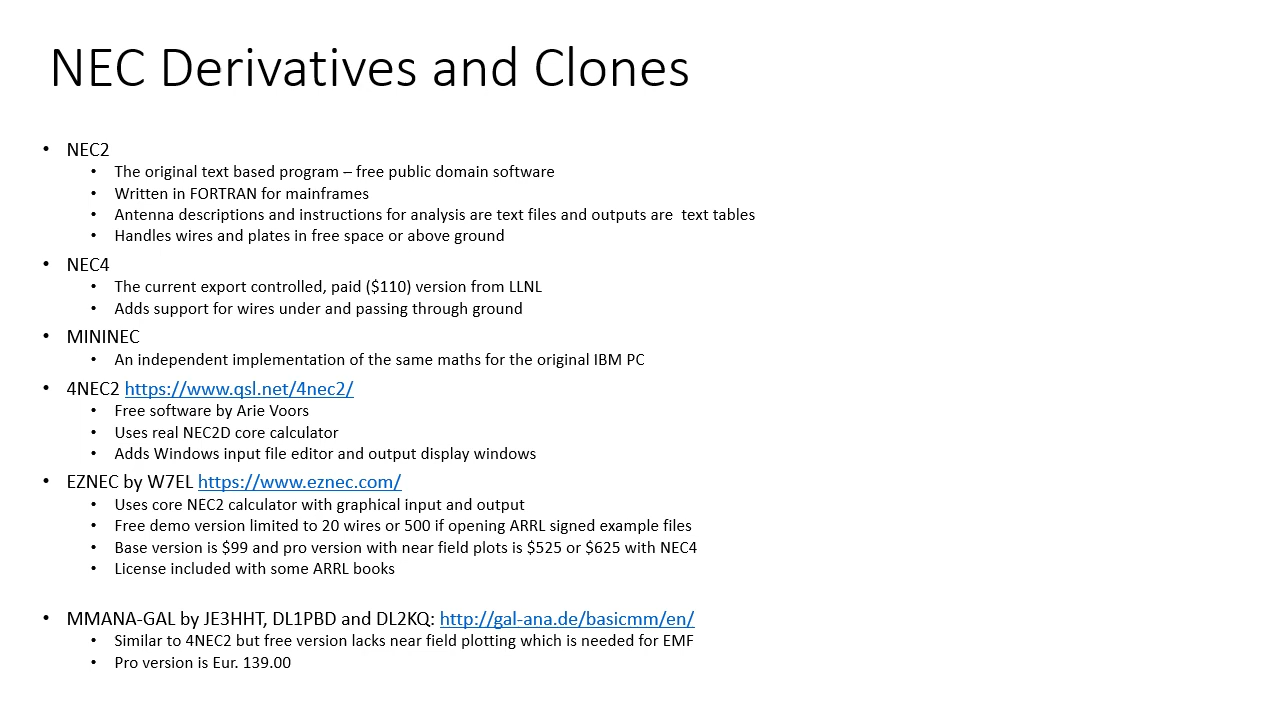 NEC Derivatives and Clones
• NEC2
• The original text based program – free public domain software
• Written in FORTRAN for mainframes
• Antenna descriptions and instructions for analysis are text files and outputs are  text tables
• Handles wires and plates in free space or above ground
• NEC4
• The current export controlled, paid ($110) version from LLNL
• Adds support for wires under and passing through ground
• MININEC
• An independent implementation of the same maths for the original IBM PC
• 4NEC2 https://www.qsl.net/4nec2/
• Free software by Arie Voors
• Uses real NEC2D core calculator
• Adds Windows input file editor and output display windows
• EZNEC by W7EL https://www.eznec.com/
• Uses core NEC2 calculator with graphical input and output
• Free demo version limited to 20 wires or 500 if opening ARRL signed example files
• Base version is $99 and pro version with near field plots is $525 or $625 with NEC4
• License included with some ARRL books
• MMANA-GAL by JE3HHT, DL1PBD and DL2KQ: http://gal-ana.de/basicmm/en/
• Similar to 4NEC2 but free version lacks near field plotting which is needed for EMF
• Pro version is Eur. 139.00